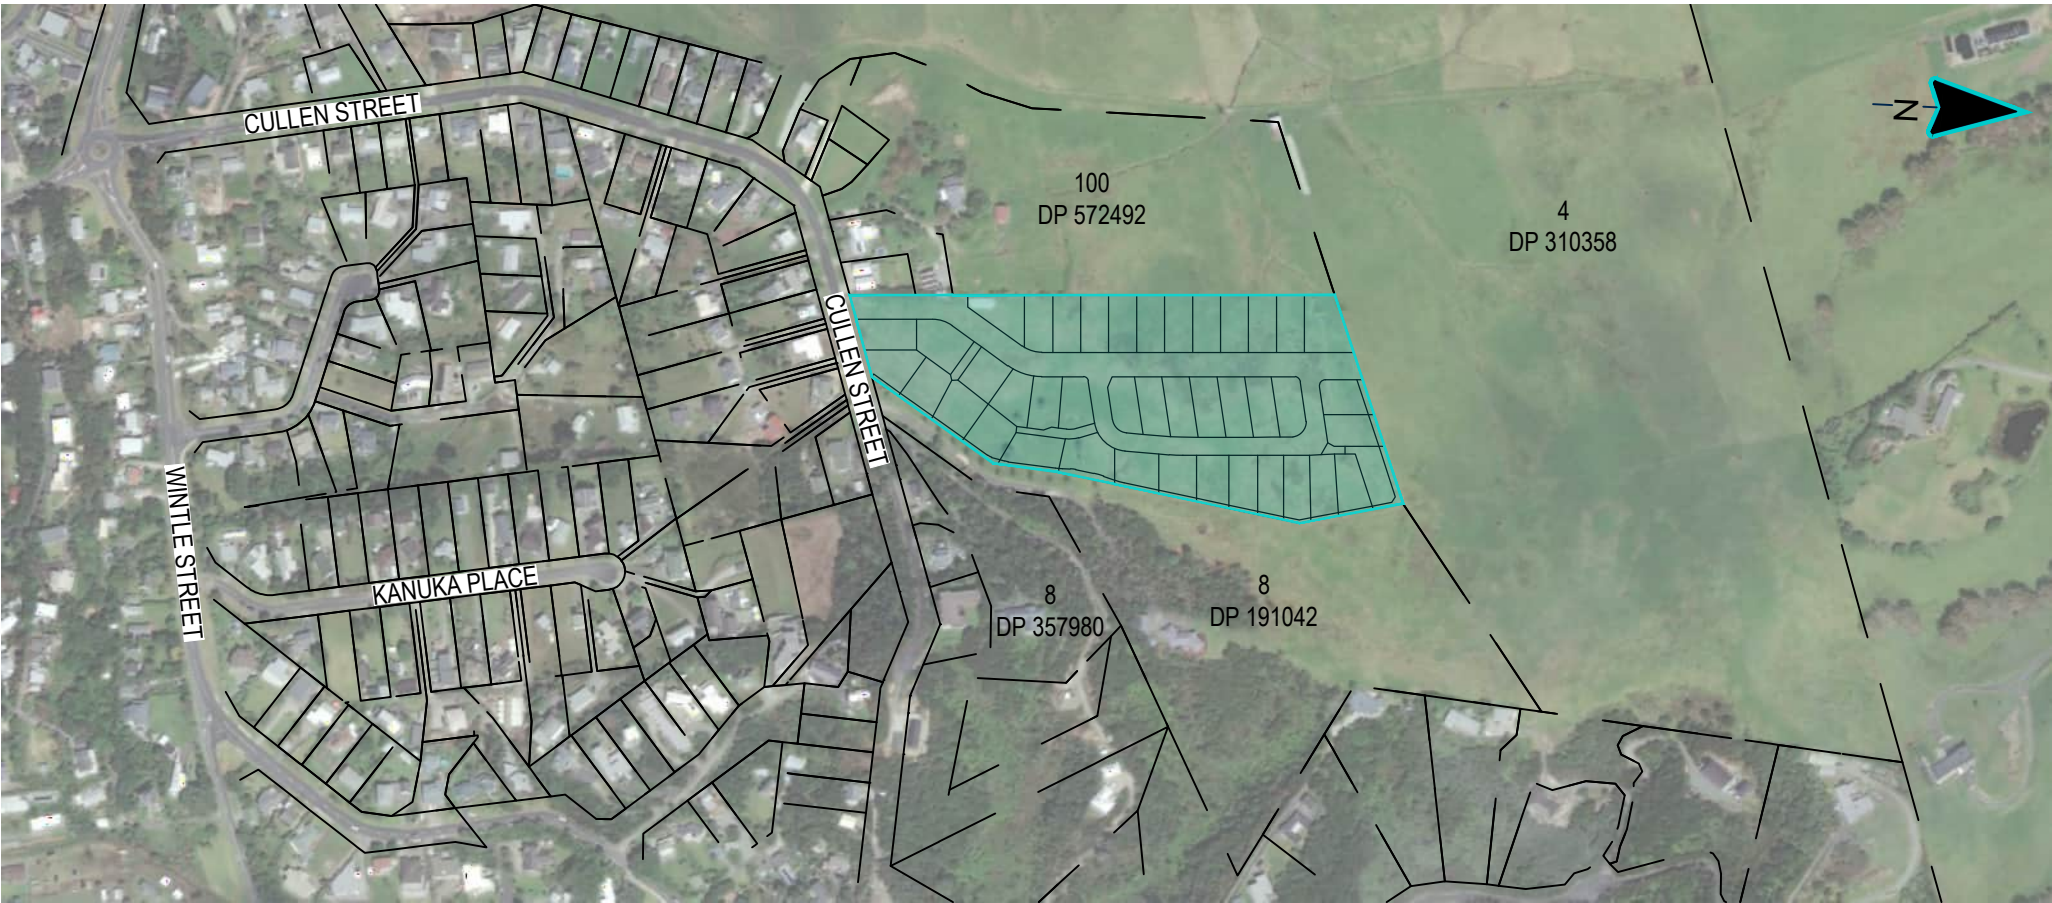 CULLEN STREET
N
100
DP 572492
4
DP 310358
CULLEN STREET
WINTLE STREET
KANUKA PLACE
8
DP 357980
8
DP 191042